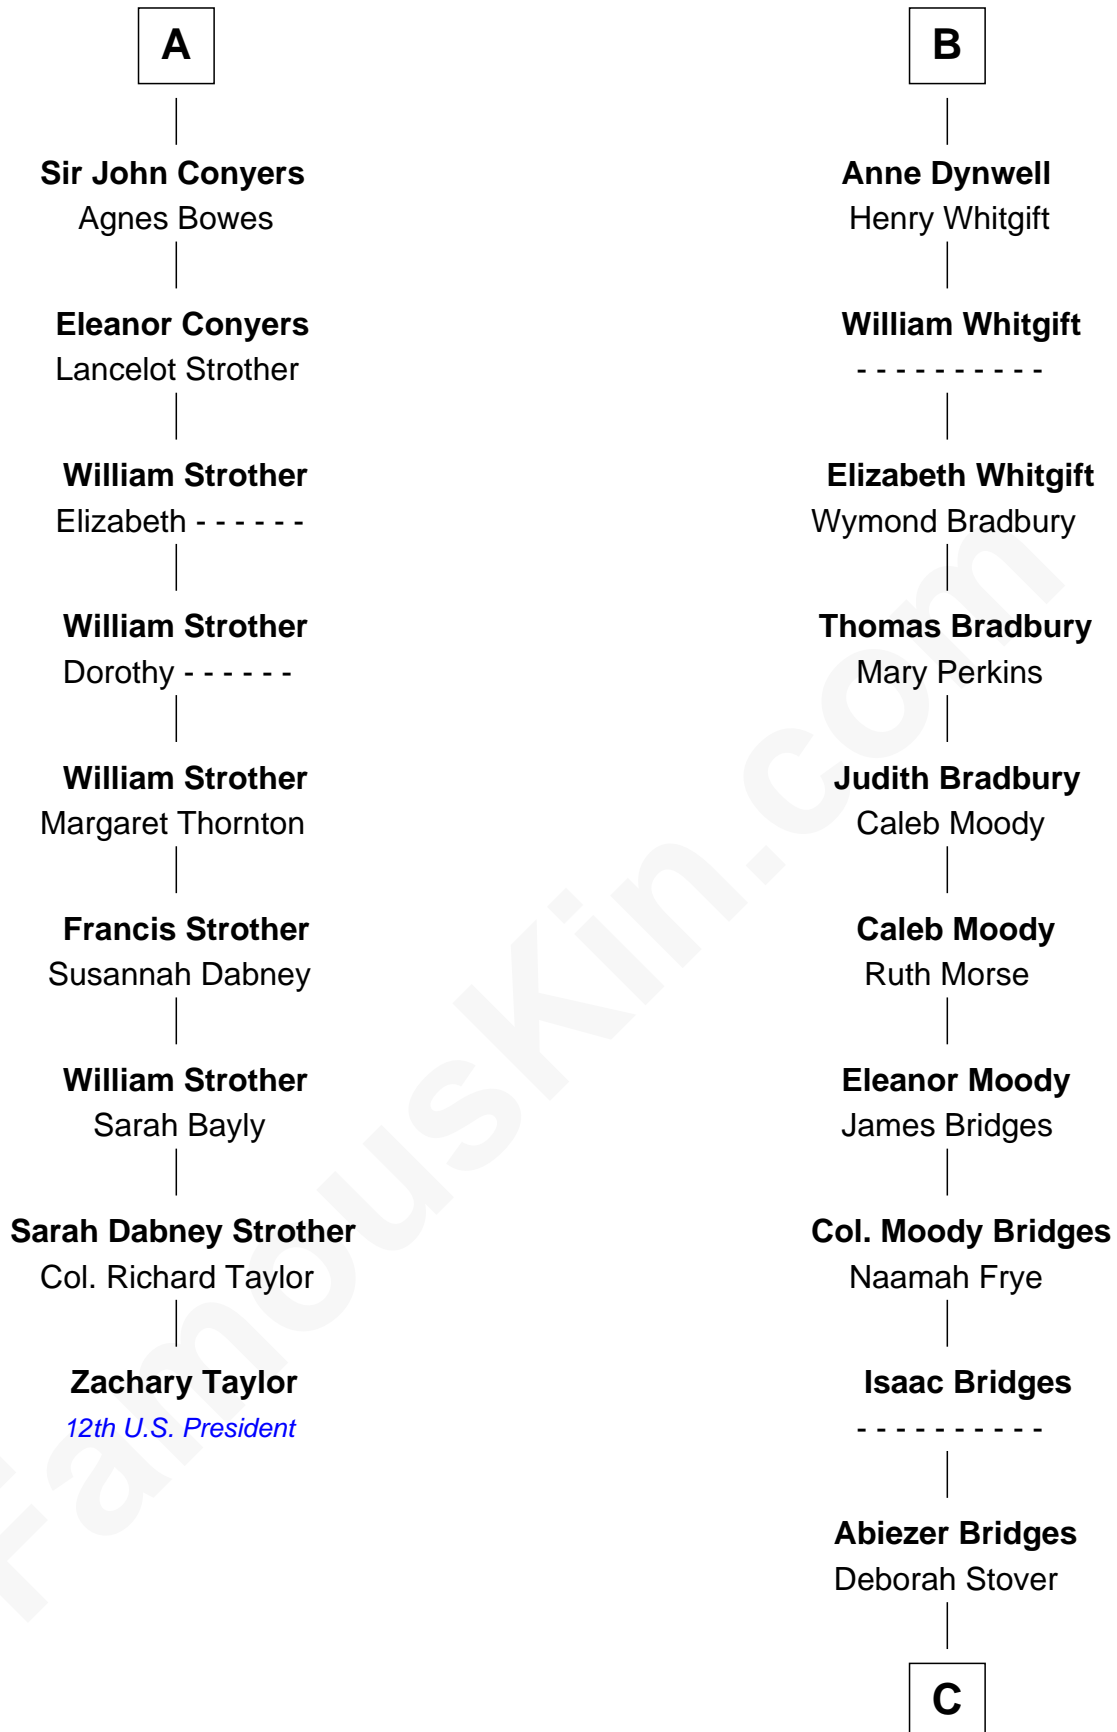 A
Sir John Conyers
Agnes Bowes
Eleanor Conyers
Lancelot Strother
William Strother
Elizabeth - - - - - -
William Strother
Dorothy - - - - - -
William Strother
Margaret Thornton
Francis Strother
Susannah Dabney
William Strother
Sarah Bayly
Sarah Dabney Strother
Col. Richard Taylor
Zachary Taylor
12th U.S. President
B
Anne Dynwell
Henry Whitgift
William Whitgift
- - - - - - - - - -
Elizabeth Whitgift
Wymond Bradbury
Thomas Bradbury
Mary Perkins
Judith Bradbury
Caleb Moody
Caleb Moody
Ruth Morse
Eleanor Moody
James Bridges
Col. Moody Bridges
Naamah Frye
Isaac Bridges
- - - - - - - - - -
Abiezer Bridges
Deborah Stover
C
FamousKin.com